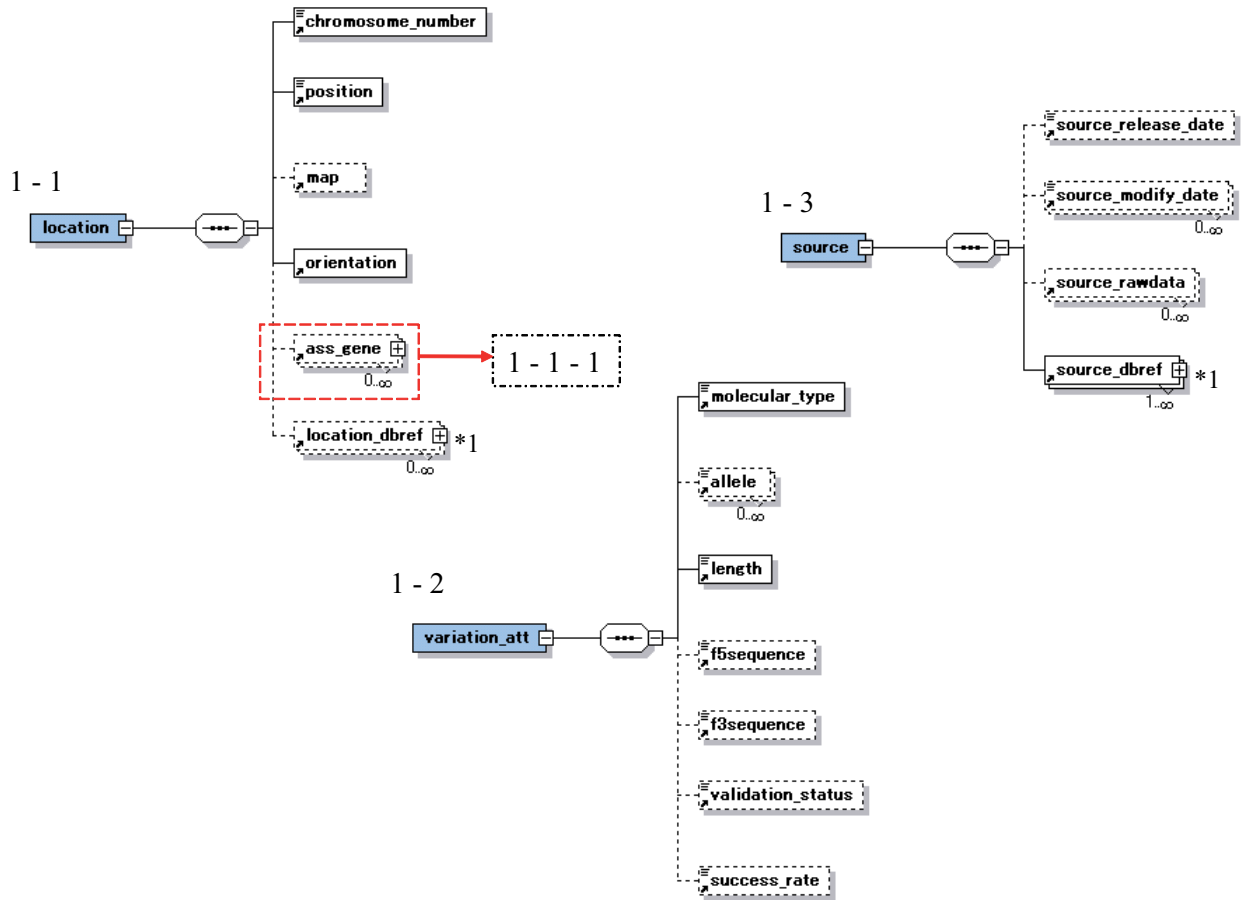 1 - 1
location
chromosome_number
position
map
orientation
ass_gene
0..∞
1 - 1 - 1
location_dbref
*1
0..∞
1 - 3
source
source_release_date
source_modify_date
0..∞
source_rawdata
0..∞
source_dbref
*1
1..∞
1 - 2
variation_att
molecular_type
allele
0..∞
length
f5sequence
f3sequence
validation_status
success_rate